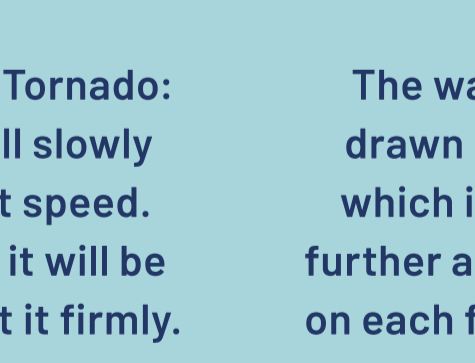 Tornado:
ll slowly
t speed.
it will be
t it firmly.
The wa
drawn
which i
further a
on each f